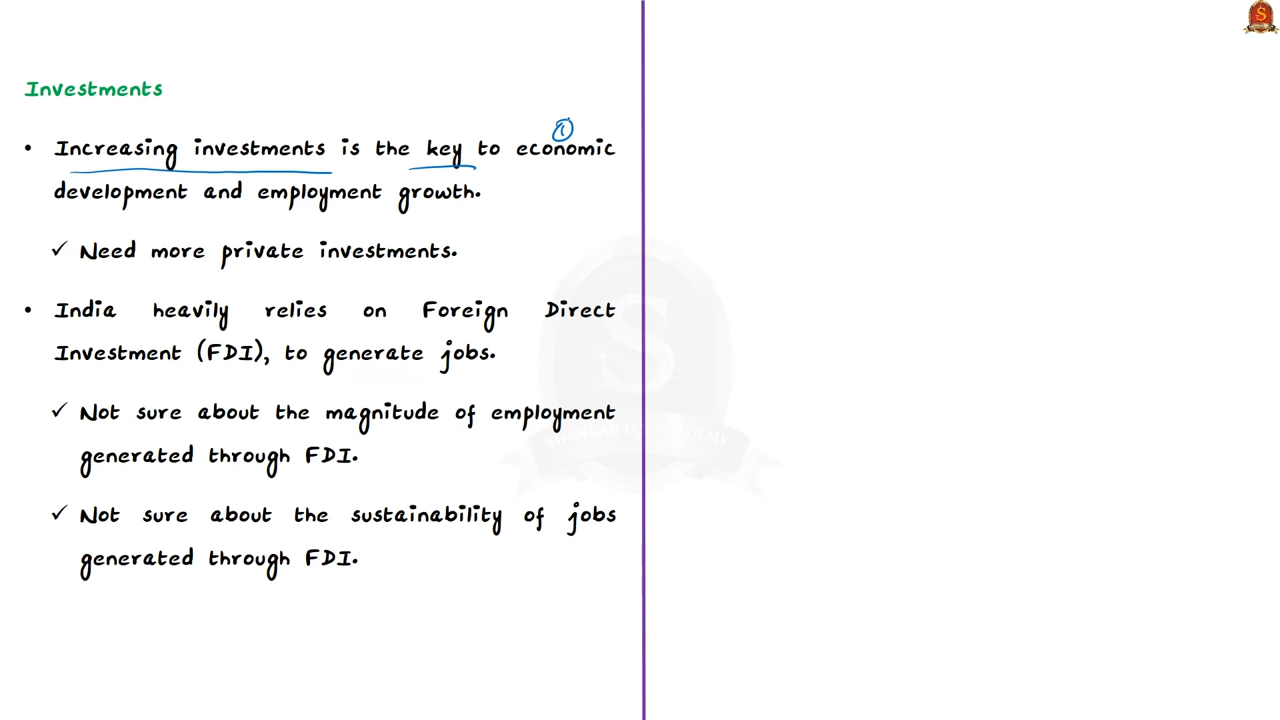 Investments
• Increasing investments is the key to economic
①
development and employment growth.
✓ Need more private investments.
• India heavily relies on Foreign Direct
Investment (FDI), to generate jobs.
✓ Not sure about the magnitude of employment
generated through FDI.
✓ Not sure about the sustainability of jobs
generated through FDI.